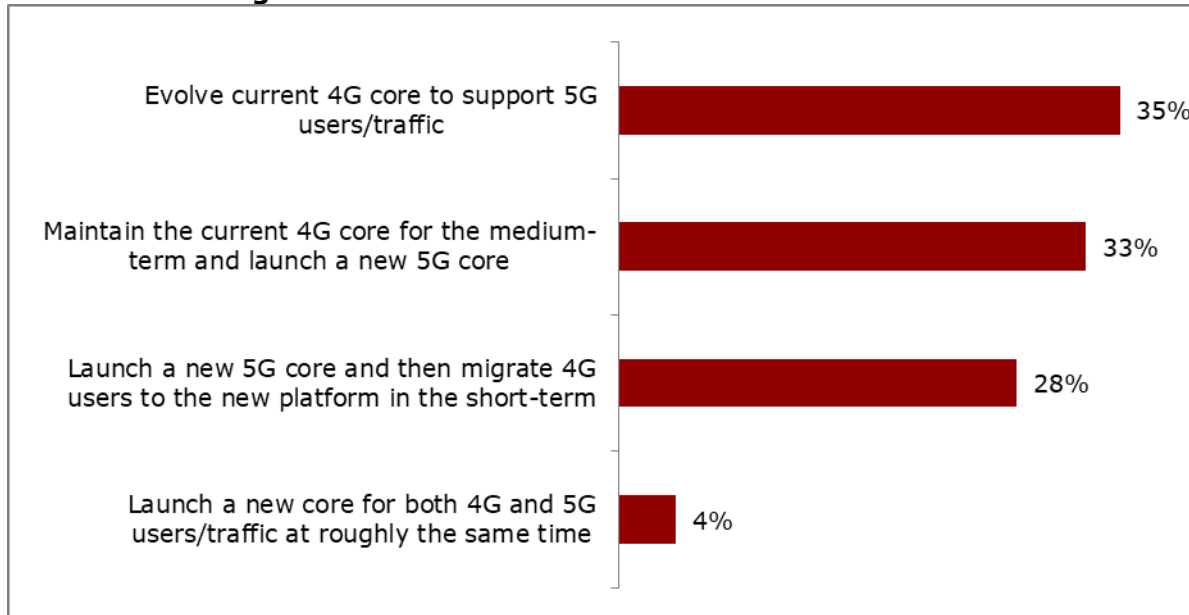 Evolve current 4G core to support 5G
users/traffic
35%
Maintain the current 4G core for the medium-
term and launch a new 5G core
33%
Launch a new 5G core and then migrate 4G
users to the new platform in the short-term
28%
Launch a new core for both 4G and 5G
users/traffic at roughly the same time
4%